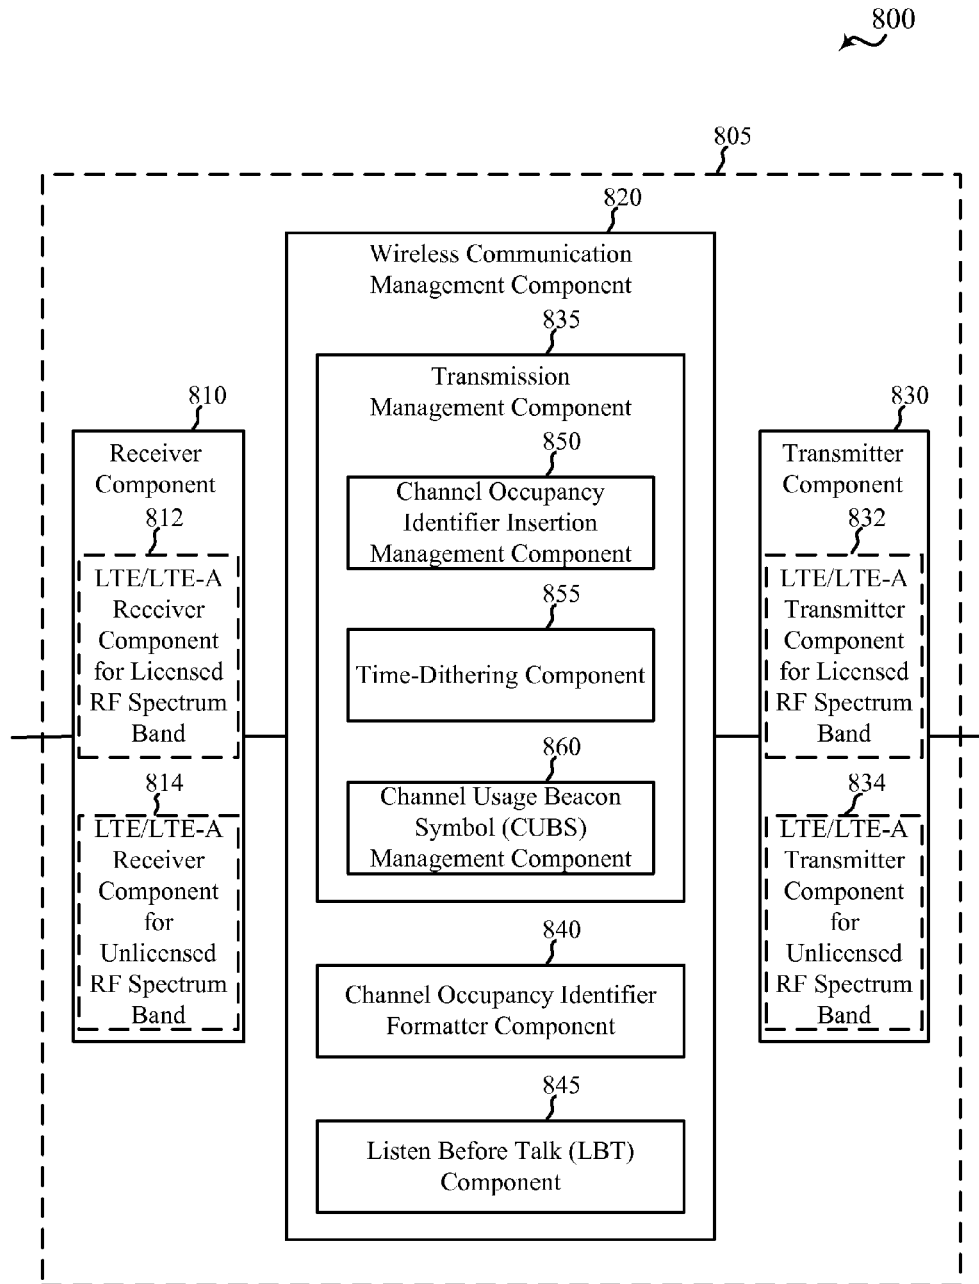 800
805
820
Wireless Communication
Management Component
835
Transmission
Management Component
850
Channel Occupancy
Identifier Insertion
Management Component
855
Time-Dithering Component
860
Channel Usage Beacon
Symbol (CUBS)
Management Component
840
Channel Occupancy Identifier
Formatter Component
845
Listen Before Talk (LBT)
Component
810
Receiver
Component
812
LTE/LTE-A
Receiver
Component
for Licensed
RF Spectrum
Band
814
LTE/LTE-A
Receiver
Component
for
Unlicensed
RF Spectrum
Band
830
Transmitter
Component
832
LTE/LTE-A
Transmitter
Component
for Licensed
RF Spectrum
Band
834
LTE/LTE-A
Transmitter
Component
for
Unlicensed
RF Spectrum
Band